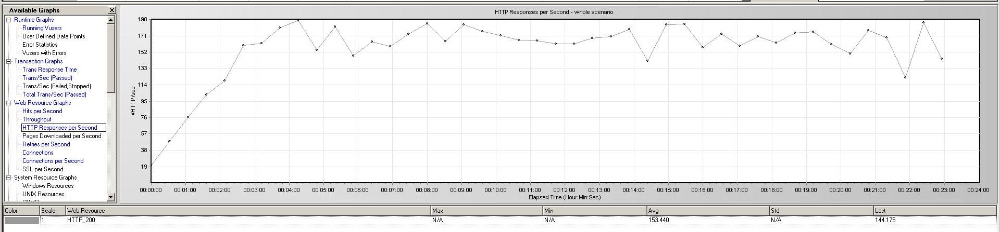 Available Graphs
Runtime Graphs
Running Vusers
User Defined Data Points
Error Statistics
Vusers with Errors
Transaction Graphs
Trans Response Time
Trans/Sec (Passed)
Trans/Sec (Failed,Stopped)
Total Trans/Sec (Passed)
Web Resource Graphs
Hits per Second
Throughput
HTTP Responses per Second
Pages Downloaded per Second
Retries per Second
Connections
Connections per Second
SSL per Second
System Resource Graphs
Windows Resources
UNIX Resources
HTTP Responses per Second - whole scenario
190
171
152
133
114
95
76
57
38
19
#HTTP/sec
00:00:00 00:01:00 00:02:00 00:03:00 00:04:00 00:05:00 00:06:00 00:07:00 00:08:00 00:09:00 00:10:00 00:11:00 00:12:00 00:13:00 00:14:00 00:15:00 00:16:00 00:17:00 00:18:00 00:19:00 00:20:00 00:21:00 00:22:00 00:23:00 00:24:00
Elapsed Time (Hour:Min:Sec)
Color Scale Web Resource Max Min Avg Std Last
1 HTTP_200 N/A N/A 153.440 N/A 144.175